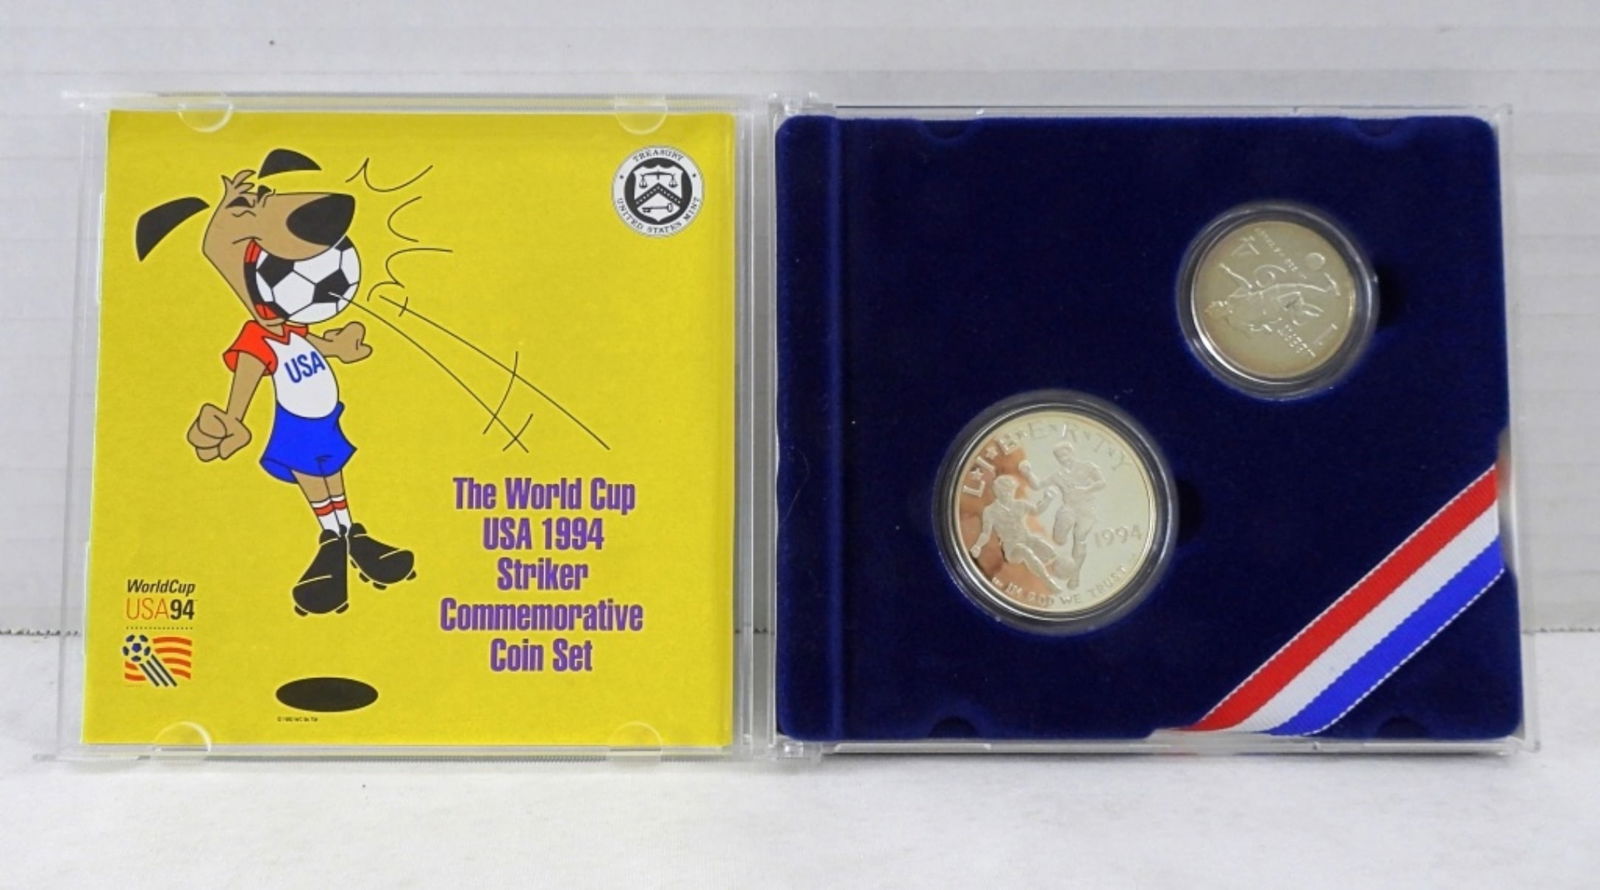 TREASURY
UNITED STATES MINT
USA
The World Cup
USA 1994
Striker
Commemorative
Coin Set
WorldCup
USA94
L★I★B★E★R★T★Y
1994
IN GOD WE TRUST
LIBERTY